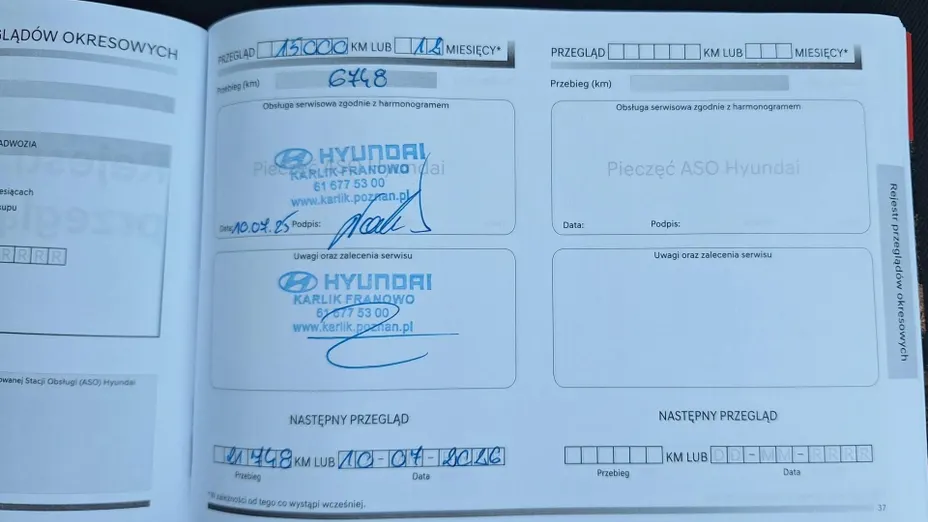 GLĄDÓW OKRESOWYCH
ADWOZIA
esiącach
kupu
RRRR
owanej Stacji Obsługi (ASO) Hyundai
PRZEGLĄD 15000 KM LUB 12 MIESIĘCY*
Przebieg (km) 6748
Obsługa serwisowa zgodnie z harmonogramem
Pieczęć ASO Hyundai
HYUNDAI
KARLIK FRANOWO
61 677 53 00
www.karlik.poznan.pl
Data: 10.07.25 Podpis:
Uwagi oraz zalecenia serwisu
HYUNDAI
KARLIK FRANOWO
61 677 53 00
www.karlik.poznan.pl
NASTĘPNY PRZEGLĄD
21 748 KM LUB 10-07-2026
Przebieg Data
*W zależności od tego co wystąpi wcześniej.
PRZEGLĄD KM LUB MIESIĘCY*
Przebieg (km)
Obsługa serwisowa zgodnie z harmonogramem
Pieczęć ASO Hyundai
Data: Podpis:
Uwagi oraz zalecenia serwisu
NASTĘPNY PRZEGLĄD
KM LUB DD-MM-RRRR
Przebieg Data
37
Rejestr przeglądów okresowych